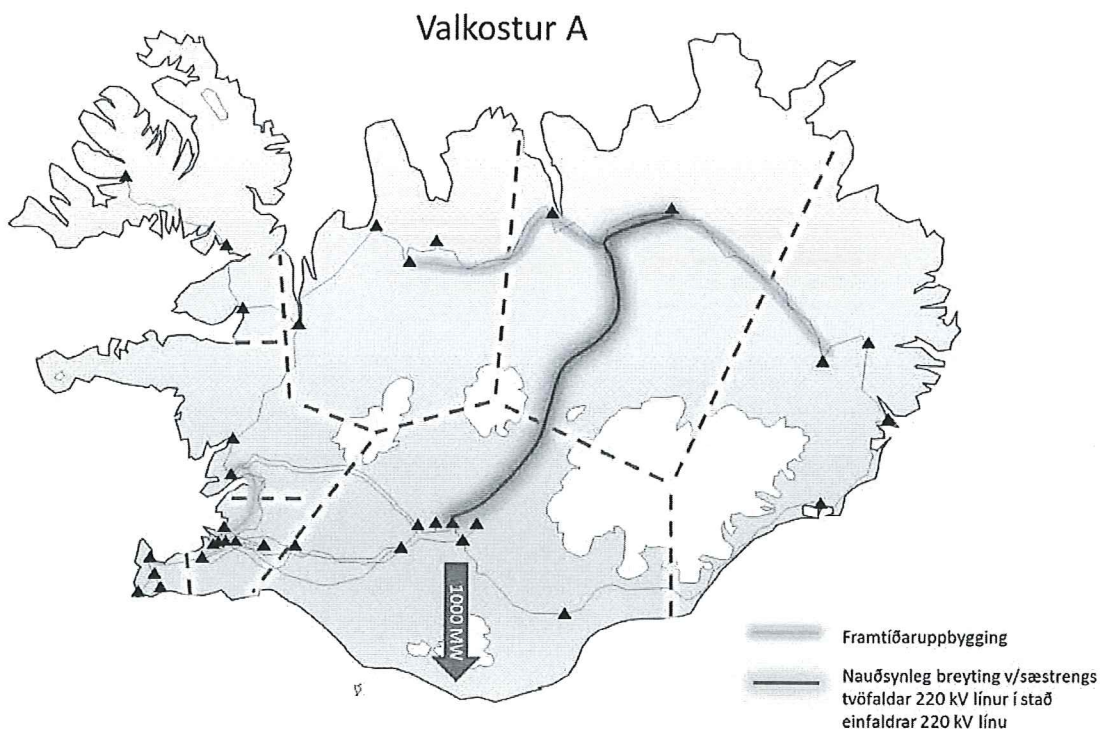 Valkostur A
1000 MW
Framtíðaruppbygging
Nauðsynleg breyting v/sæstrengs
tvöfaldar 220 kV línur í stað
einfaldrar 220 kV línu